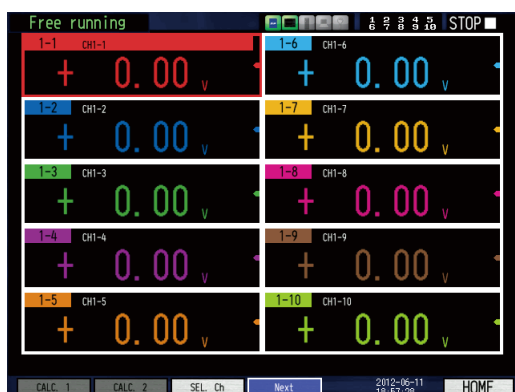 Free running 1 2 3 4 5 STOP
6 7 8 9 10
1-1 CH1-1
+ 0.00 V
1-2 CH1-2
+ 0.00 V
1-3 CH1-3
+ 0.00 V
1-4 CH1-4
+ 0.00 V
1-5 CH1-5
+ 0.00 V
1-6 CH1-6
+ 0.00 V
1-7 CH1-7
+ 0.00 V
1-8 CH1-8
+ 0.00 V
1-9 CH1-9
+ 0.00 V
1-10 CH1-10
+ 0.00 V
CALC. 1 CALC. 2 SEL. Ch Next 2012-06-11 HOME
18:57:28